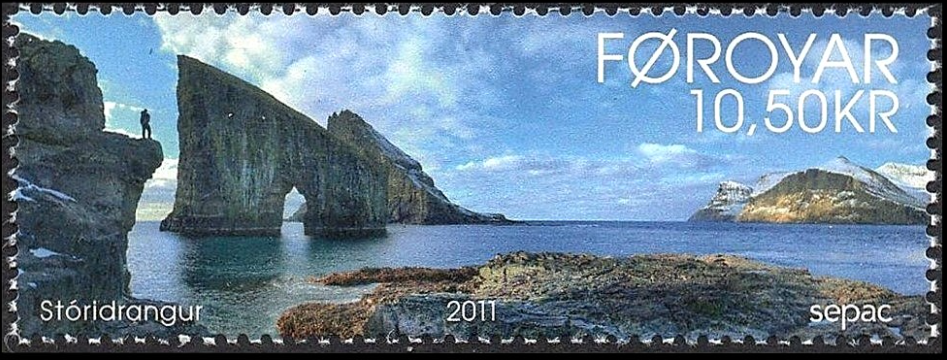 FØROYAR
10,50KR
Stóridrangur 2011 sepac